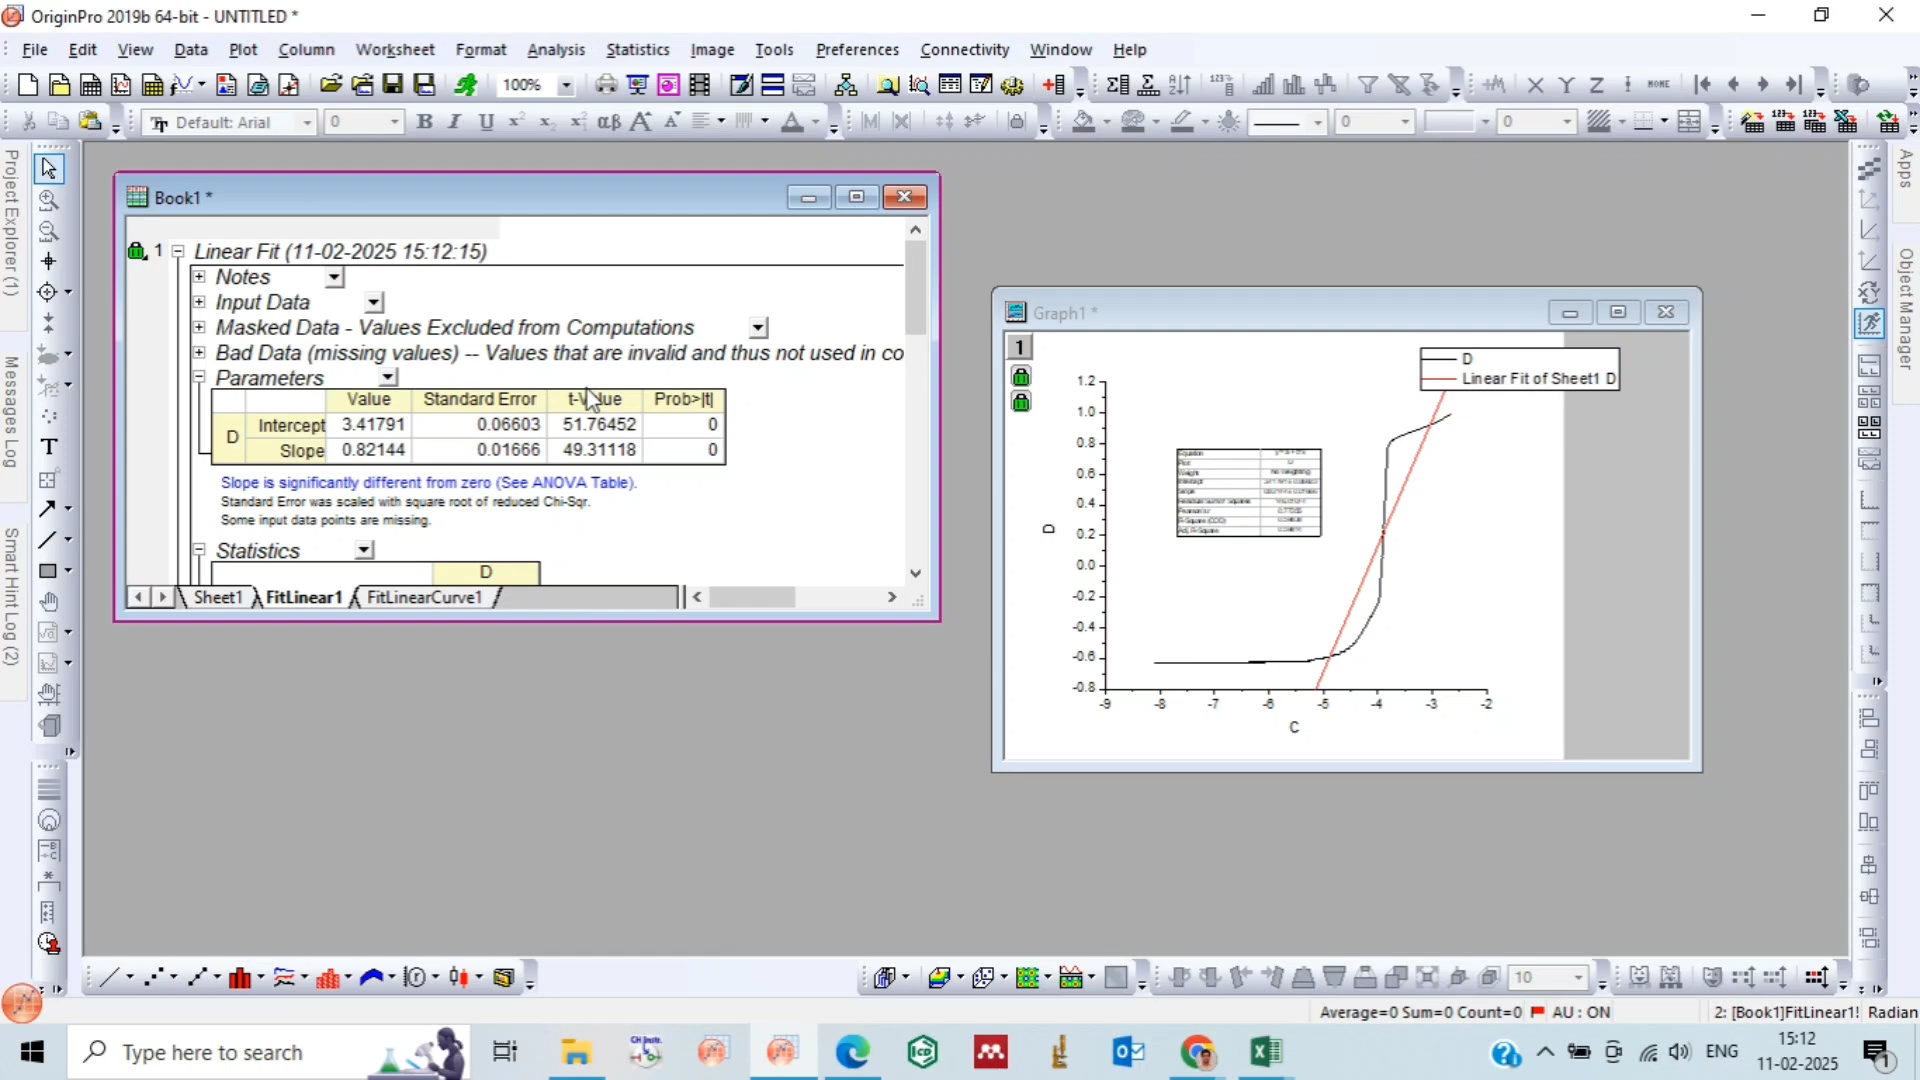 OriginPro 2019b 64-bit - UNTITLED *
File Edit View Data Plot Column Worksheet Format Analysis Statistics Image Tools Preferences Connectivity Window Help
100%
Default: Arial 0 B I U
0 0
Project Explorer (1)
Messages Log
Smart Hint Log (2)
Apps
Object Manager
Book1 *
1 Linear Fit (11-02-2025 15:12:15)
Notes
Input Data
Masked Data - Values Excluded from Computations
Bad Data (missing values) -- Values that are invalid and thus not used in co
Parameters
Value Standard Error t-Value Prob>|t|
D Intercept 3.41791 0.06603 51.76452 0
Slope 0.82144 0.01666 49.31118 0
Slope is significantly different from zero (See ANOVA Table).
Standard Error was scaled with square root of reduced Chi-Sqr.
Some input data points are missing.
Statistics
D
Sheet1 FitLinear1 FitLinearCurve1
Graph1 *
1
D
Linear Fit of Sheet1 D
1.2
1.0
0.8
0.6
0.4
0.2
0.0
-0.2
-0.4
-0.6
-0.8
D
-9 -8 -7 -6 -5 -4 -3 -2
C
10
Average=0 Sum=0 Count=0 AU : ON 2: [Book1]FitLinear1! Radian
Type here to search
ENG
15:12
11-02-2025